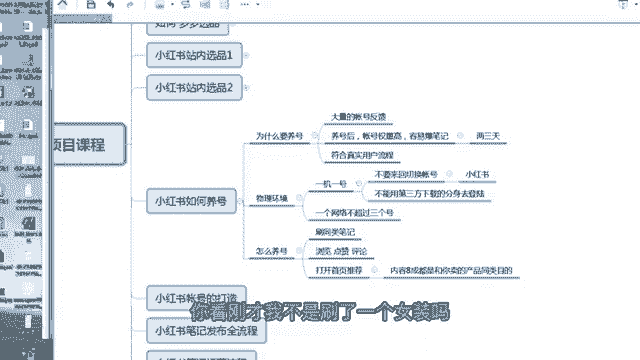 小红书站内选品1
小红书站内选品2
项目课程
小红书如何养号
为什么要养号
大量的帐号反馈
养号后，帐号权重高，容易爆笔记
两三天
符合真实用户流程
物理环境
一机一号
不要来回切换帐号
小红书
不能用第三方下载的分身去登陆
一个网络不超过三个号
怎么养号
刷同类笔记
浏览 点赞 评论
打开首页推荐
内容8成都是和你卖的产品同类目的
小红书帐号的打造
小红书笔记发布全流程
你看刚才我不是刷了一个女装吗